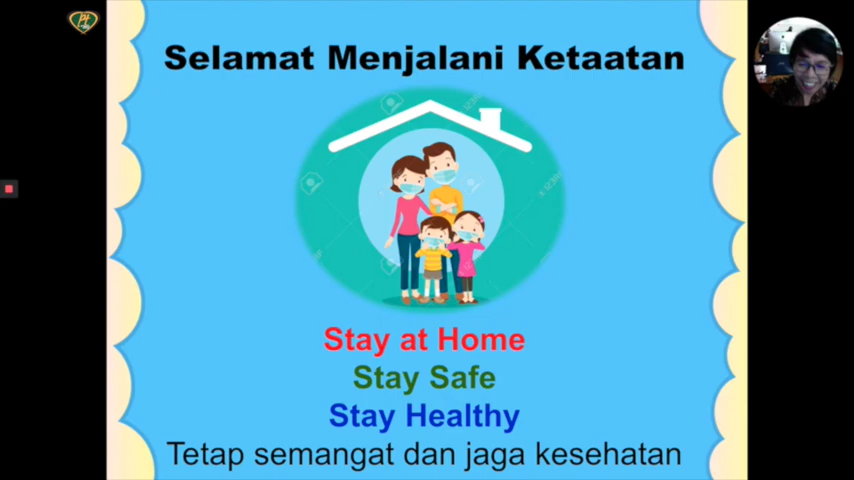 Selamat Menjalani Ketaatan
Stay at Home
Stay Safe
Stay Healthy
Tetap semangat dan jaga kesehatan